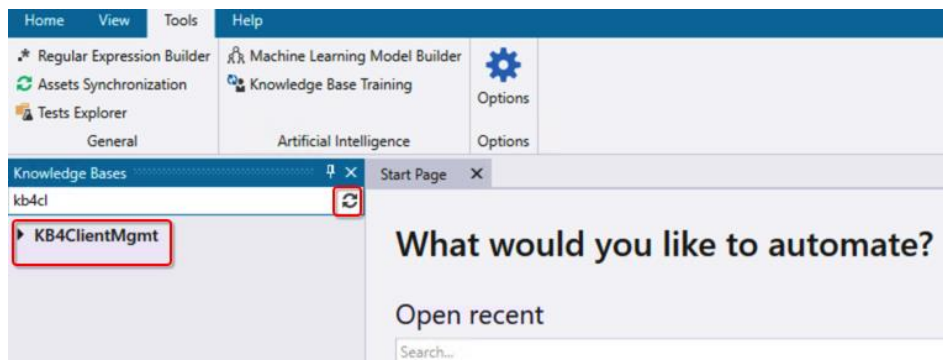 Home View Tools Help
Regular Expression Builder
Assets Synchronization
Tests Explorer
General
Machine Learning Model Builder
Knowledge Base Training
Artificial Intelligence
Options
Options
Knowledge Bases
kb4cl
KB4ClientMgmt
Start Page
What would you like to automate?
Open recent
Search...